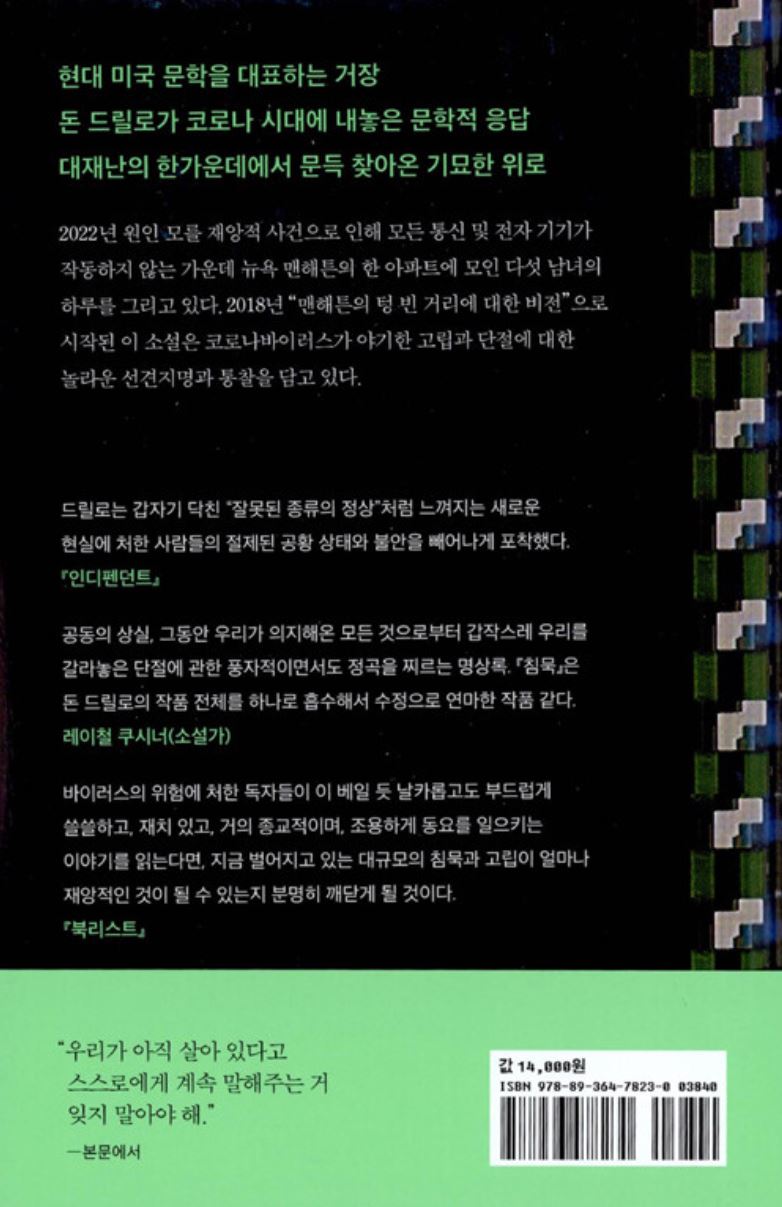 현대 미국 문학을 대표하는 거장
돈 드릴로가 코로나 시대에 내놓은 문학적 응답
대재난의 한가운데에서 문득 찾아온 기묘한 위로
2022년 원인 모를 재앙적 사건으로 인해 모든 통신 및 전자 기기가
작동하지 않는 가운데 뉴욕 맨해튼의 한 아파트에 모인 다섯 남녀의
하루를 그리고 있다. 2018년 “맨해튼의 텅 빈 거리에 대한 비전”으로
시작된 이 소설은 코로나바이러스가 야기한 고립과 단절에 대한
놀라운 선견지명과 통찰을 담고 있다.
드릴로는 갑자기 닥친 “잘못된 종류의 정상”처럼 느껴지는 새로운
현실에 처한 사람들의 절제된 공황 상태와 불안을 빼어나게 포착했다.
『인디펜던트』
공동의 상실, 그동안 우리가 의지해온 모든 것으로부터 갑작스레 우리를
갈라놓은 단절에 관한 풍자적이면서도 정곡을 찌르는 명상록. 『침묵』은
돈 드릴로의 작품 전체를 하나로 흡수해서 수정으로 연마한 작품 같다.
레이철 쿠시너(소설가)
바이러스의 위험에 처한 독자들이 이 베일 듯 날카롭고도 부드럽게
쓸쓸하고, 재치 있고, 거의 종교적이며, 조용하게 동요를 일으키는
이야기를 읽는다면, 지금 벌어지고 있는 대규모의 침묵과 고립이 얼마나
재앙적인 것이 될 수 있는지 분명히 깨닫게 될 것이다.
『북리스트』
“우리가 아직 살아 있다고
스스로에게 계속 말해주는 거
잊지 말아야 해.”
—본문에서
값 14,000원
ISBN 978-89-364-7823-0 03840